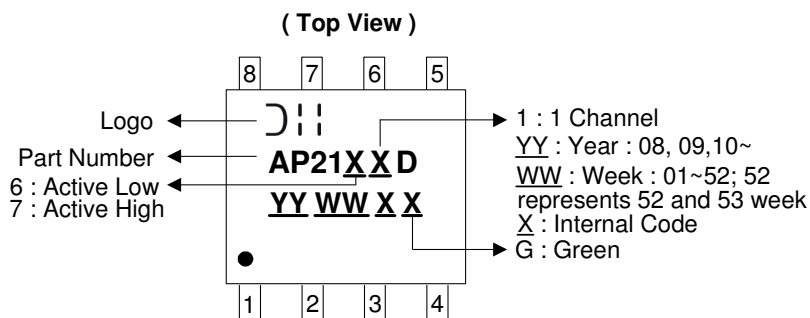 ( Top View )
8 7 6 5
Logo
Part Number
6 : Active Low
7 : Active High
AP21XXD
YY WW X X
1 : 1 Channel
YY : Year : 08, 09,10~
WW : Week : 01~52; 52
represents 52 and 53 week
X : Internal Code
G : Green
1 2 3 4